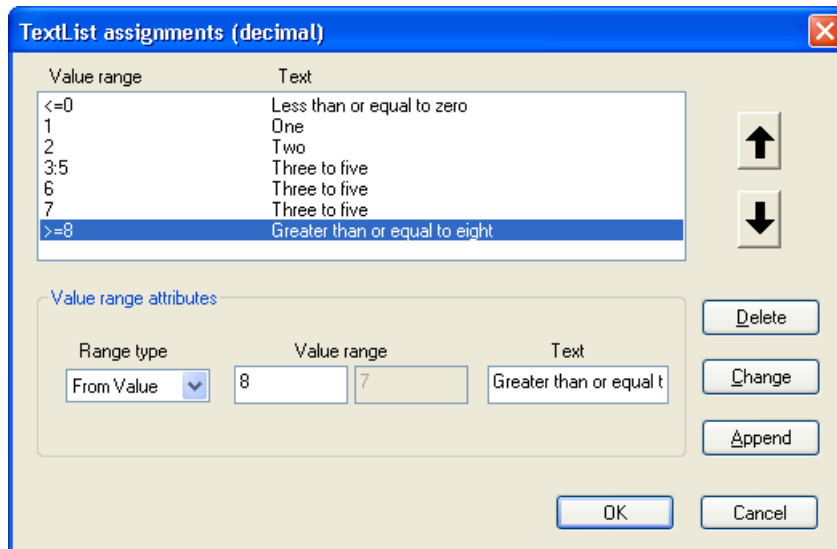 TextList assignments (decimal)
Value range Text
<=0 Less than or equal to zero
1 One
2 Two
3:5 Three to five
6 Three to five
7 Three to five
>=8 Greater than or equal to eight
Value range attributes
Delete
Range type Value range Text
From Value 8 7 Greater than or equal t
Change
Append
OK Cancel